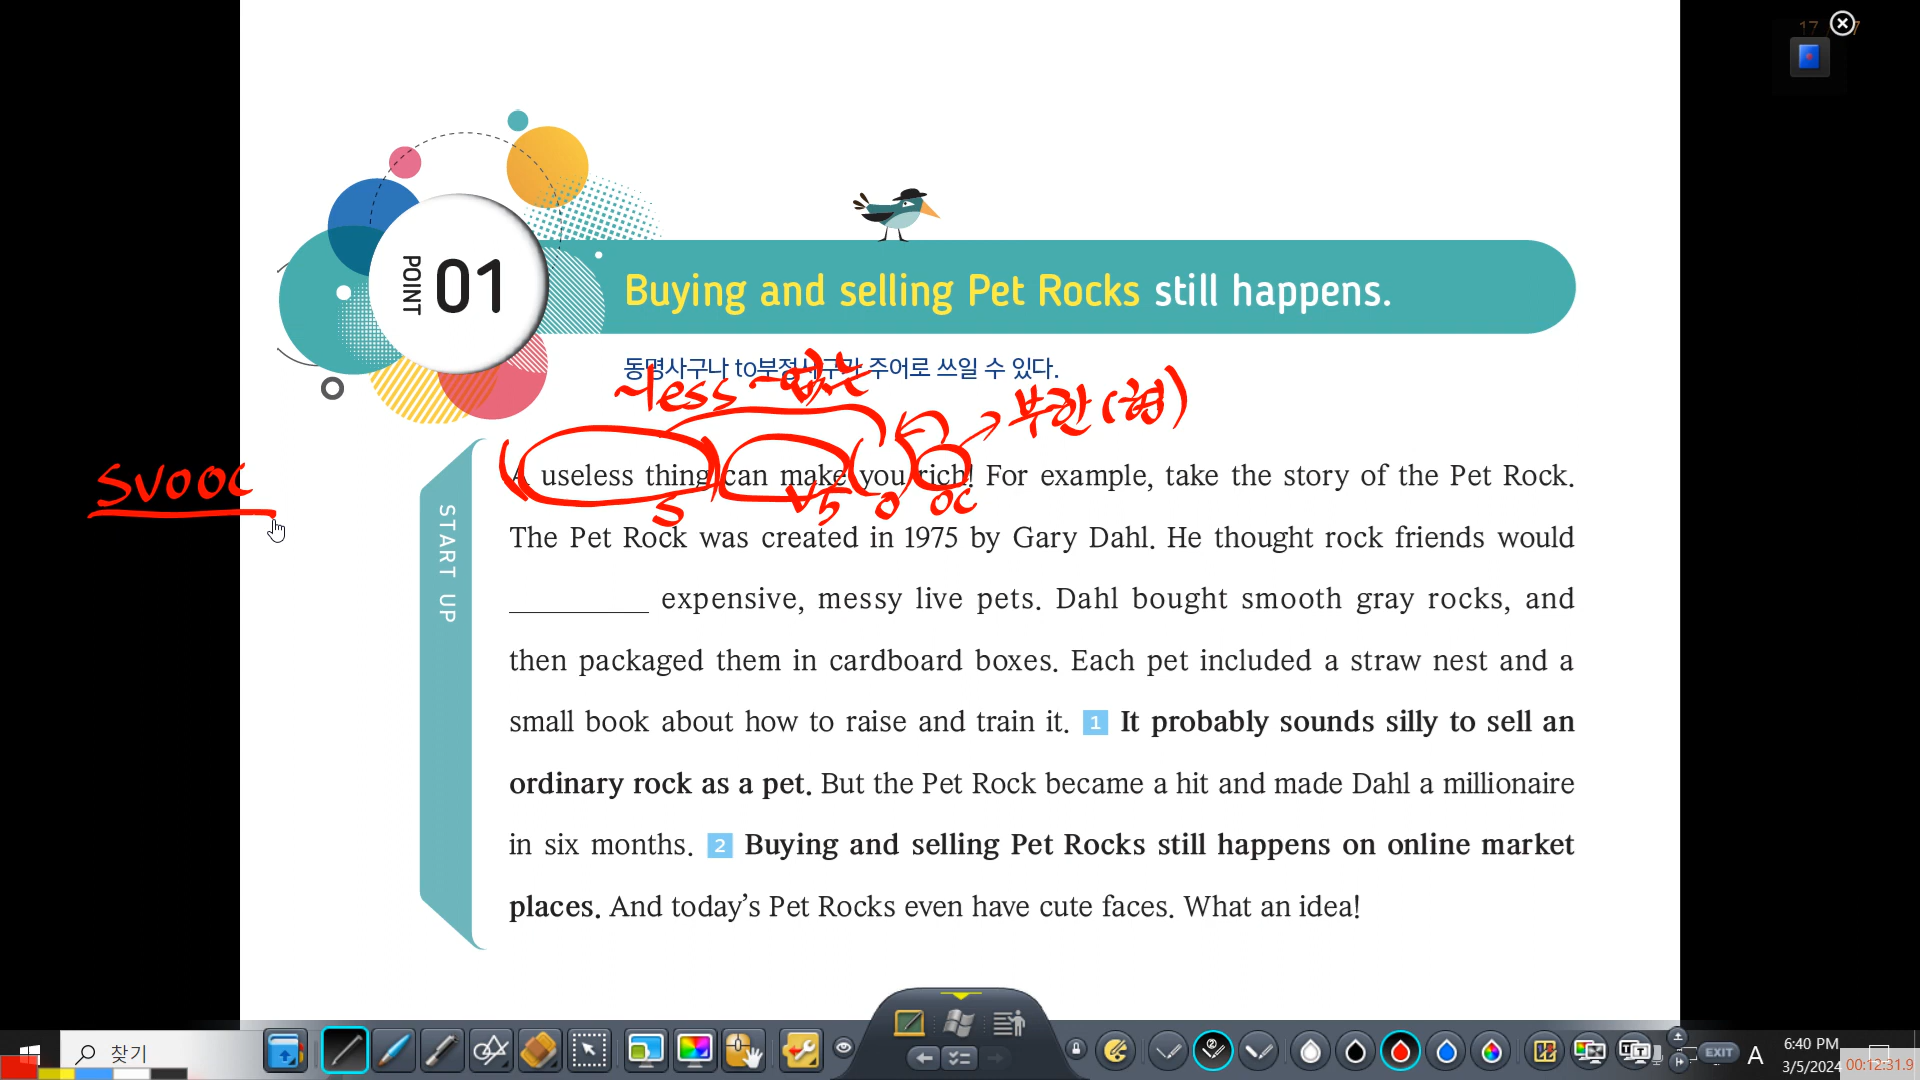 POINT 01
Buying and selling Pet Rocks still happens.
동명사구나 to부정사구가 주어로 쓰일 수 있다.
~less ~없는
부한(형)
SVOOC
START UP
A useless thing can make you rich! For example, take the story of the Pet Rock.
S V5 O OC
The Pet Rock was created in 1975 by Gary Dahl. He thought rock friends would
__________ expensive, messy live pets. Dahl bought smooth gray rocks, and
then packaged them in cardboard boxes. Each pet included a straw nest and a
small book about how to raise and train it. 1 It probably sounds silly to sell an
ordinary rock as a pet. But the Pet Rock became a hit and made Dahl a millionaire
in six months. 2 Buying and selling Pet Rocks still happens on online market
places. And today's Pet Rocks even have cute faces. What an idea!
찾기
EXIT
A
6:40 PM
3/5/2024
00:12:31.9